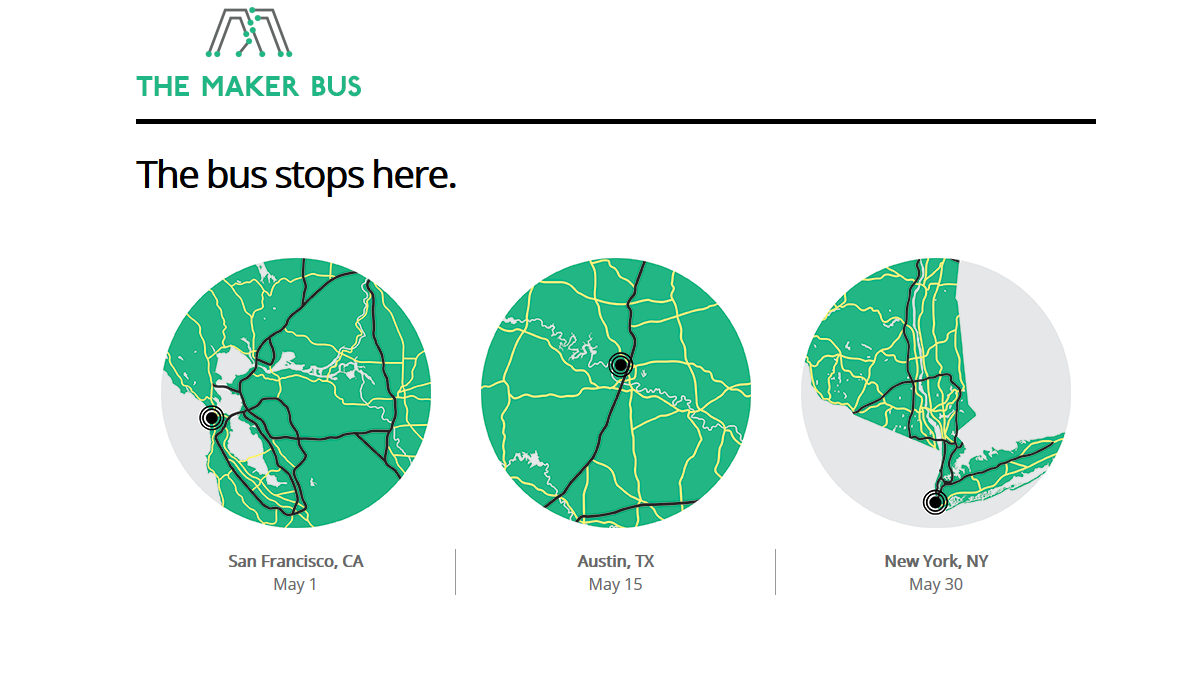 THE MAKER BUS
The bus stops here.
San Francisco, CA
May 1
Austin, TX
May 15
New York, NY
May 30